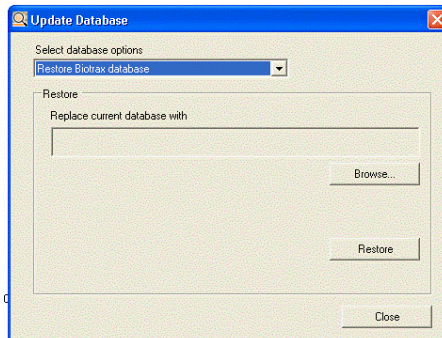 Update Database
Select database options
Restore Biotrax database
Restore
Replace current database with
Browse...
Restore
Close